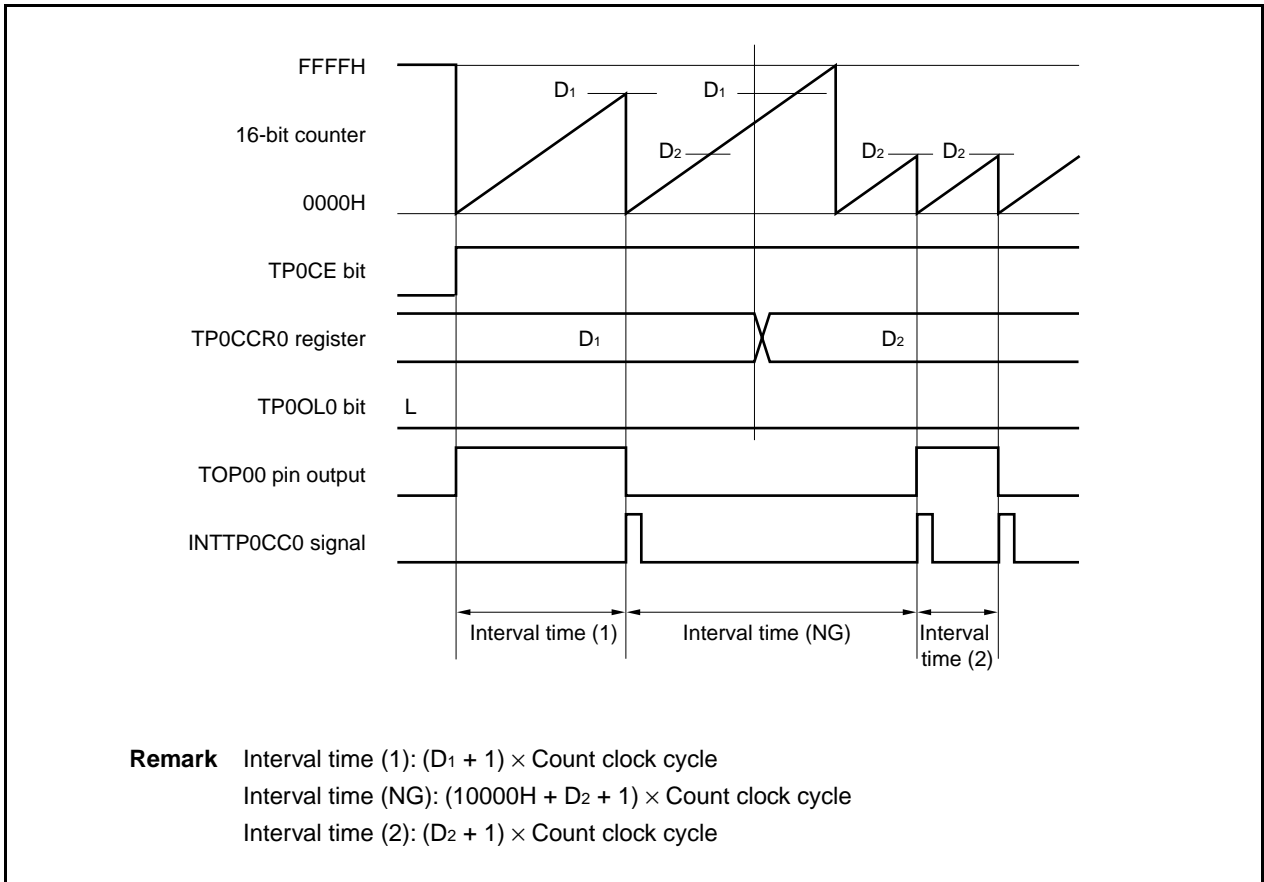 FFFFH
D1
D1
16-bit counter
D2
D2
D2
0000H
TP0CE bit
TP0CCR0 register
D1
D2
TP0OL0 bit
L
TOP00 pin output
INTTP0CC0 signal
Interval time (1)
Interval time (NG)
Interval
time (2)
Remark Interval time (1): (D1 + 1) × Count clock cycle
Interval time (NG): (10000H + D2 + 1) × Count clock cycle
Interval time (2): (D2 + 1) × Count clock cycle